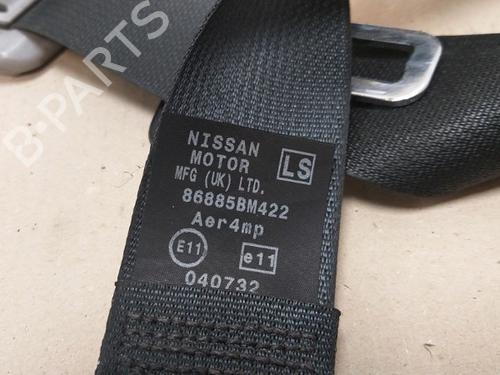 B-PARTS
NISSAN
MOTOR
MFG (UK) LTD.
LS
86885BM422
Aer4mp
E11 e11
040732